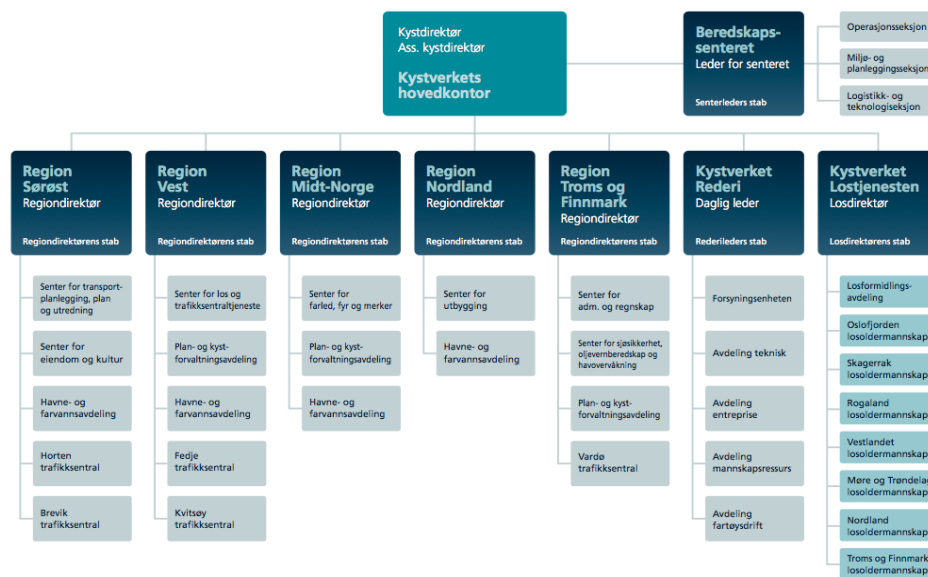 Kystdirektør
Ass. kystdirektør
Kystverkets
hovedkontor
Beredskaps-
senteret
Leder for senteret
Senterleders stab
Operasjonsseksjon
Miljø- og
planleggingsseksjon
Logistikk- og
teknologiseksjon
Region
Sørøst
Regiondirektør
Regiondirektørens stab
Senter for transport-
planlegging, plan
og utredning
Senter for
eiendom og kultur
Havne- og
farvannsavdeling
Horten
trafikksentral
Brevik
trafikksentral
Region
Vest
Regiondirektør
Regiondirektørens stab
Senter for los og
trafikksentraltjeneste
Plan- og kyst-
forvaltningsavdeling
Havne- og
farvannsavdeling
Fedje
trafikksentral
Kvitsøy
trafikksentral
Region
Midt-Norge
Regiondirektør
Regiondirektørens stab
Senter for
farled, fyr og merker
Plan- og kyst-
forvaltningsavdeling
Havne- og
farvannsavdeling
Region
Nordland
Regiondirektør
Regiondirektørens stab
Senter for
utbygging
Havne- og
farvannsavdeling
Region
Troms og
Finnmark
Regiondirektør
Regiondirektørens stab
Senter for
adm. og regnskap
Senter for sjøsikkerhet,
oljevernberedskap og
havovervåkning
Plan- og kyst-
forvaltningsavdeling
Vardø
trafikksentral
Kystverket
Rederi
Daglig leder
Rederileders stab
Forsyningsenheten
Avdeling teknisk
Avdeling
entreprise
Avdeling
mannskapsressurs
Avdeling
fartøysdrift
Kystverket
Lostjenesten
Losdirektør
Losdirektørens stab
Losformidlings-
avdeling
Oslofjorden
losoldermannskap
Skagerrak
losoldermannskap
Rogaland
losoldermannskap
Vestlandet
losoldermannskap
Møre og Trøndelag
losoldermannskap
Nordland
losoldermannskap
Troms og Finnmark
losoldermannskap